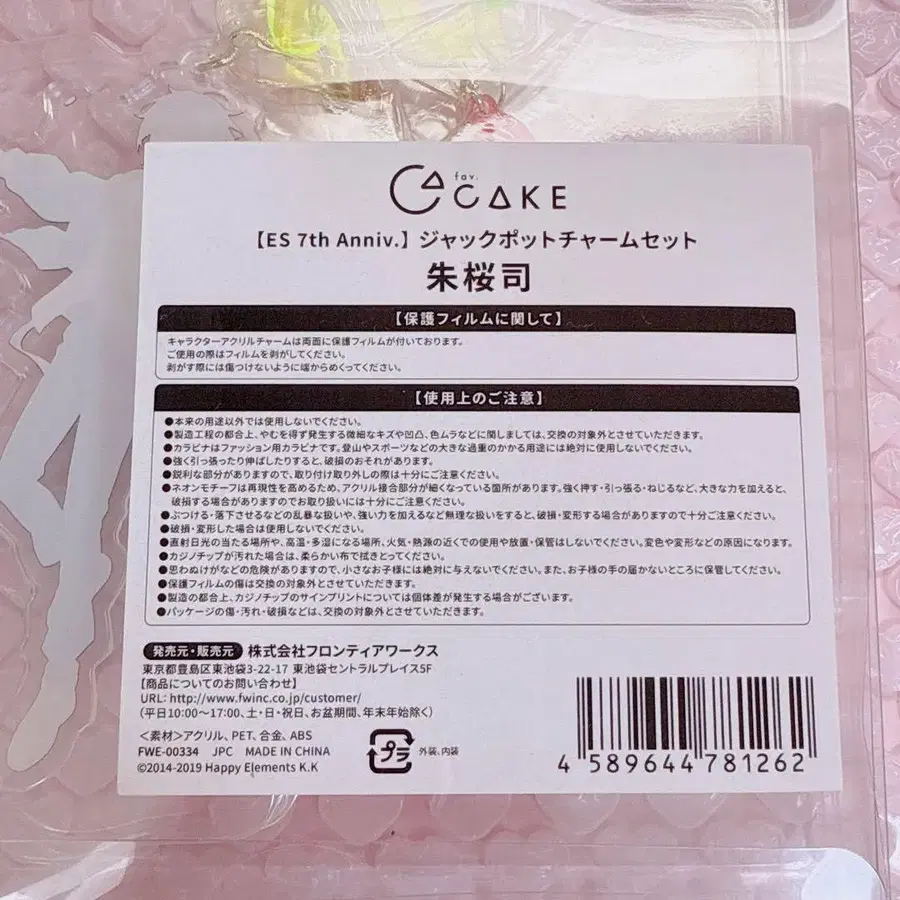 fav.
CAKE
【ES 7th Anniv.】ジャックポットチャームセット
朱桜司
【保護フィルムに関して】
キャラクターアクリルチャームは両面に保護フィルムが付いております。
ご使用の際はフィルムを剥がしてください。
剥がす際には傷つけないように端からめくってください。
【使用上のご注意】
●本来の用途以外では使用しないでください。
●製造工程の都合上、やむを得ず発生する微細なキズや凹凸、色ムラなどに関しましては、交換の対象外とさせていただきます。
●カラビナはファッション用カラビナです。登山やスポーツなどの大きな過重のかかる用途には絶対に使用しないでください。
●強く引っ張ったり伸ばしたりすると、破損のおそれがあります。
●鋭利な部分がありますので、取り付け取り外しの際は十分にご注意ください。
●ネオンモチーフは再現性を高めるため、アクリル接合部分が細くなっている箇所があります。強く押す・引っ張る・ねじるなど、大きな力を加えると、
破損する場合がありますのでお取り扱いには十分にご注意ください。
●ぶつける・落下させるなどの乱暴な扱いや、強い力を加えるなど無理な扱いをすると、破損・変形する場合がありますので十分ご注意ください。
●破損・変形した場合は使用しないでください。
●直射日光の当たる場所や、高温・多湿になる場所、火気・熱源の近くでの使用や放置・保管はしないでください。変色や変形などの原因になります。
●カジノチップが汚れた場合は、柔らかい布で拭きとってください。
●思わぬけがなどの危険がありますので、小さなお子様には絶対に与えないでください。また、お子様の手の届かないところに保管してください。
●保護フィルムの傷は交換の対象外とさせていただきます。
●製造の都合上、カジノチップのサインプリントについては個体差が発生する場合がございます。
●パッケージの傷・汚れ・破損などは、交換の対象外とさせていただきます。
発売元・販売元 株式会社フロンティアワークス
東京都豊島区東池袋3-22-17 東池袋セントラルプレイス5F
【商品についてのお問い合わせ】
URL: http://www.fwinc.co.jp/customer/
(平日10:00～17:00、土・日・祝日、お盆期間、年末年始除く)
＜素材＞アクリル、PET、合金、ABS
FWE-00334 JPC MADE IN CHINA
©2014-2019 Happy Elements K.K
プラ 外装、内装
4 589644 781262